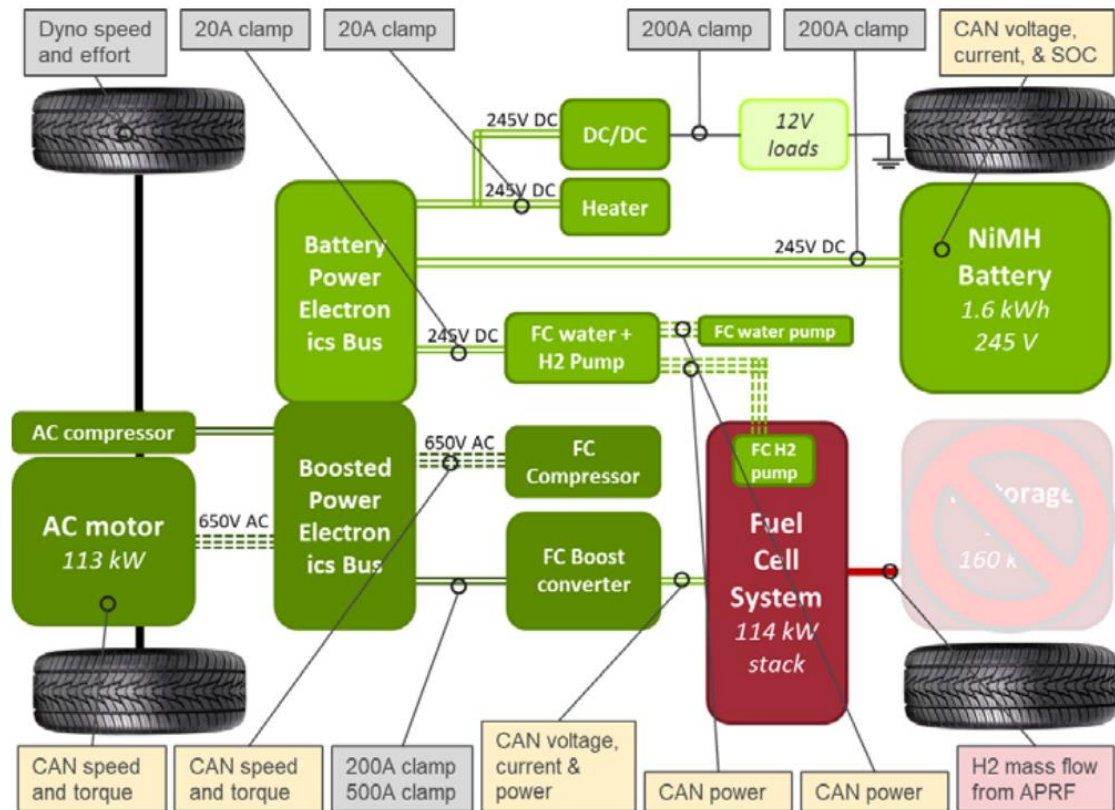 Dyno speed
and effort
20A clamp
20A clamp
200A clamp
200A clamp
CAN voltage,
current, & SOC
245V DC
DC/DC
12V
loads
245V DC
Heater
Battery
Power
Electron
ics Bus
245V DC
NiMH
Battery
1.6 kWh
245 V
245V DC
FC water +
H2 Pump
FC water pump
AC compressor
650V AC
FC
Compressor
FC H2
pump
Boosted
Power
Electron
ics Bus
AC motor
113 kW
650V AC
FC Boost
converter
Fuel
Cell
System
114 kW
stack
160
CAN speed
and torque
CAN speed
and torque
200A clamp
500A clamp
CAN voltage,
current &
power
CAN power
CAN power
H2 mass flow
from APRF